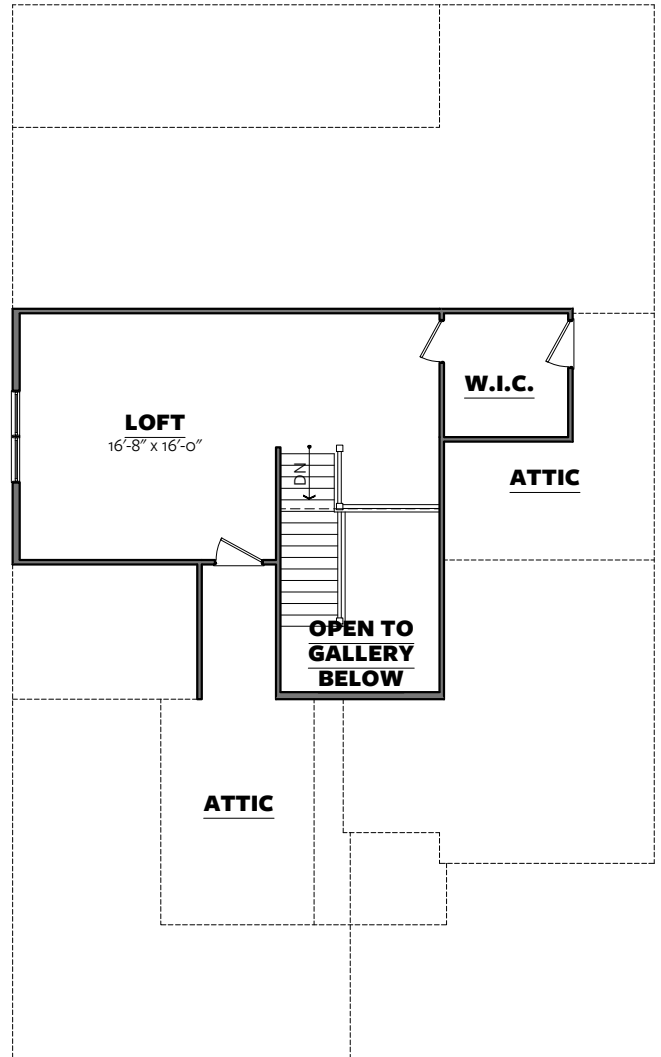 W.I.C.
LOFT
16'-8" x 16'-0"
DN
ATTIC
OPEN TO
GALLERY
BELOW
ATTIC